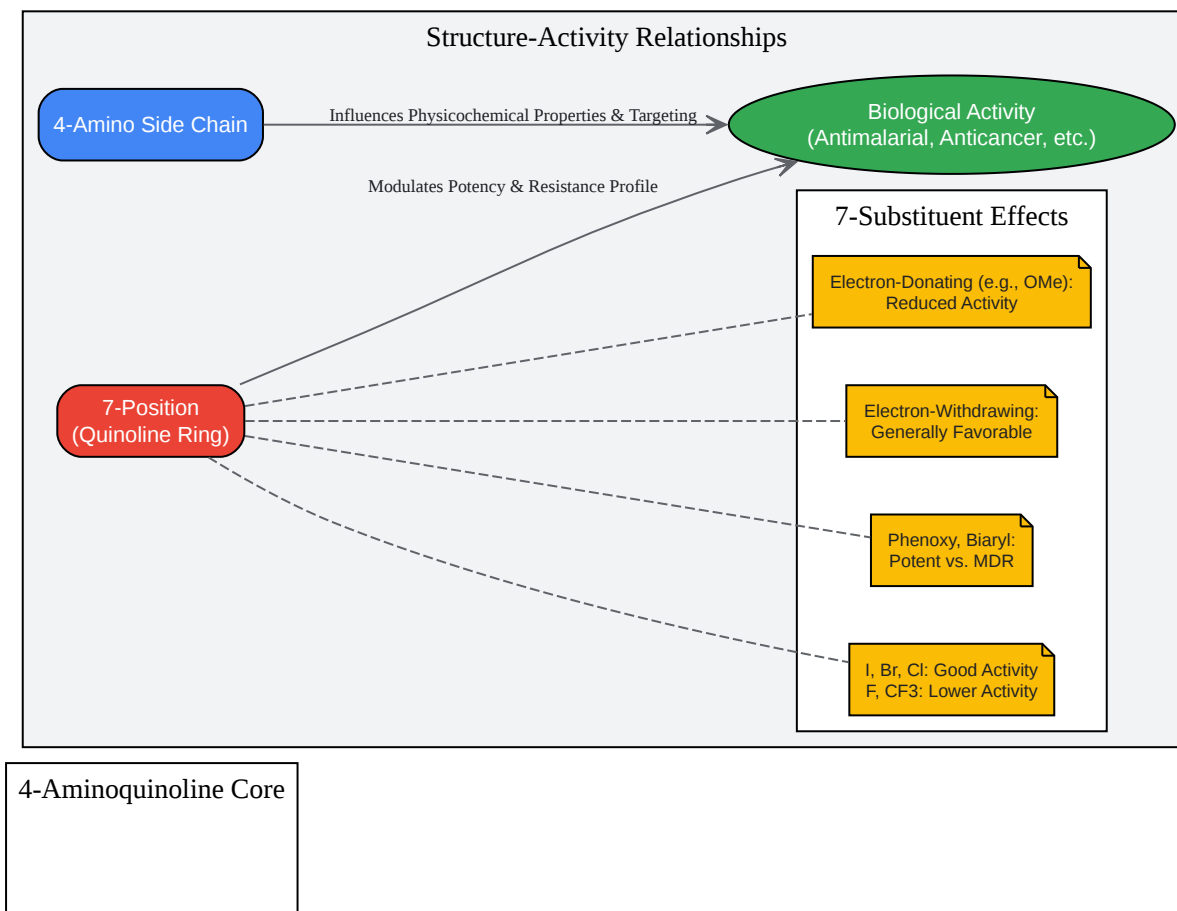 Structure-Activity Relationships
4-Amino Side Chain
Influences Physicochemical Properties & Targeting
Biological Activity
(Antimalarial, Anticancer, etc.)
Modulates Potency & Resistance Profile
7-Substituent Effects
Electron-Donating (e.g., OMe):
Reduced Activity
7-Position
(Quinoline Ring)
Electron-Withdrawing:
Generally Favorable
Phenoxy, Biaryl:
Potent vs. MDR
I, Br, Cl: Good Activity
F, CF3: Lower Activity
4-Aminoquinoline Core